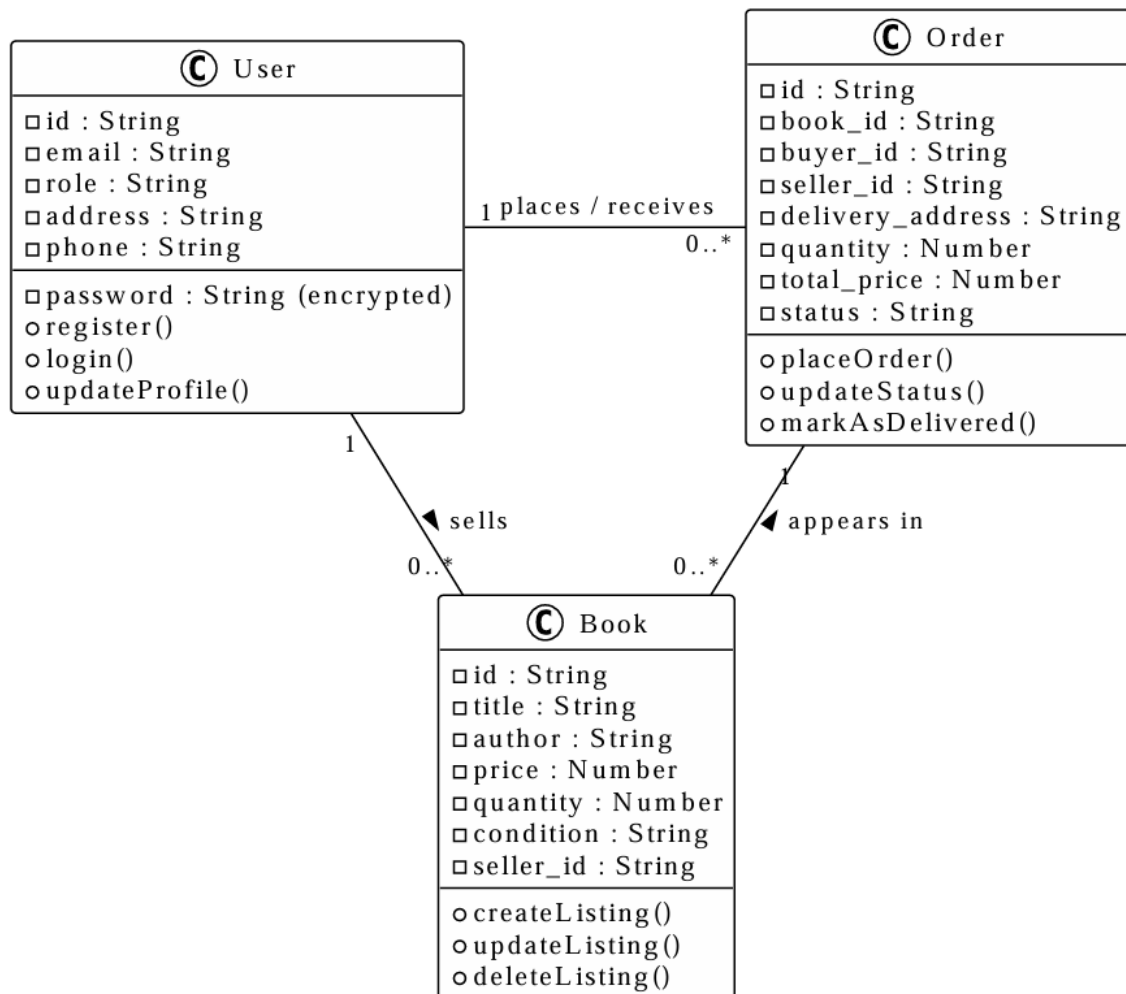 C User
id : String
email : String
role : String
address : String
phone : String
password : String (encrypted)
register()
login()
updateProfile()
C Order
id : String
book_id : String
buyer_id : String
seller_id : String
delivery_address : String
quantity : Number
total_price : Number
status : String
placeOrder()
updateStatus()
markAsDelivered()
1 places / receives
0..*
1
sells
0..*
1
appears in
0..*
C Book
id : String
title : String
author : String
price : Number
quantity : Number
condition : String
seller_id : String
createListing()
updateListing()
deleteListing()